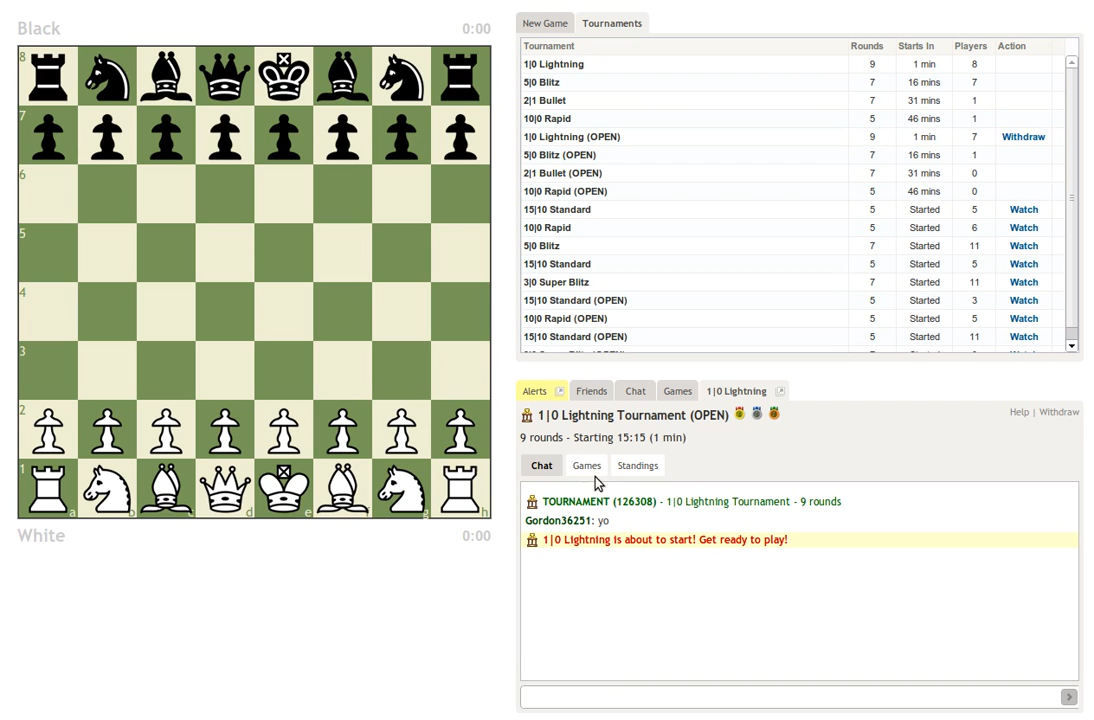 Black 0:00
8
7
6
5
4
3
2
1
a b c d e f g h
White 0:00
New Game Tournaments
Tournament Rounds Starts In Players Action
1|0 Lightning 9 1 min 8
5|0 Blitz 7 16 mins 7
2|1 Bullet 7 31 mins 1
10|0 Rapid 5 46 mins 1
1|0 Lightning (OPEN) 9 1 min 7 Withdraw
5|0 Blitz (OPEN) 7 16 mins 1
2|1 Bullet (OPEN) 7 31 mins 0
10|0 Rapid (OPEN) 5 46 mins 0
15|10 Standard 5 Started 5 Watch
10|0 Rapid 5 Started 6 Watch
5|0 Blitz 7 Started 11 Watch
15|10 Standard 5 Started 5 Watch
3|0 Super Blitz 7 Started 11 Watch
15|10 Standard (OPEN) 5 Started 3 Watch
10|0 Rapid (OPEN) 5 Started 5 Watch
15|10 Standard (OPEN) 5 Started 11 Watch
Alerts Friends Chat Games 1|0 Lightning
1|0 Lightning Tournament (OPEN) Help | Withdraw
9 rounds - Starting 15:15 (1 min)
Chat Games Standings
TOURNAMENT (126308) - 1|0 Lightning Tournament - 9 rounds
Gordon36251: yo
1|0 Lightning is about to start! Get ready to play!